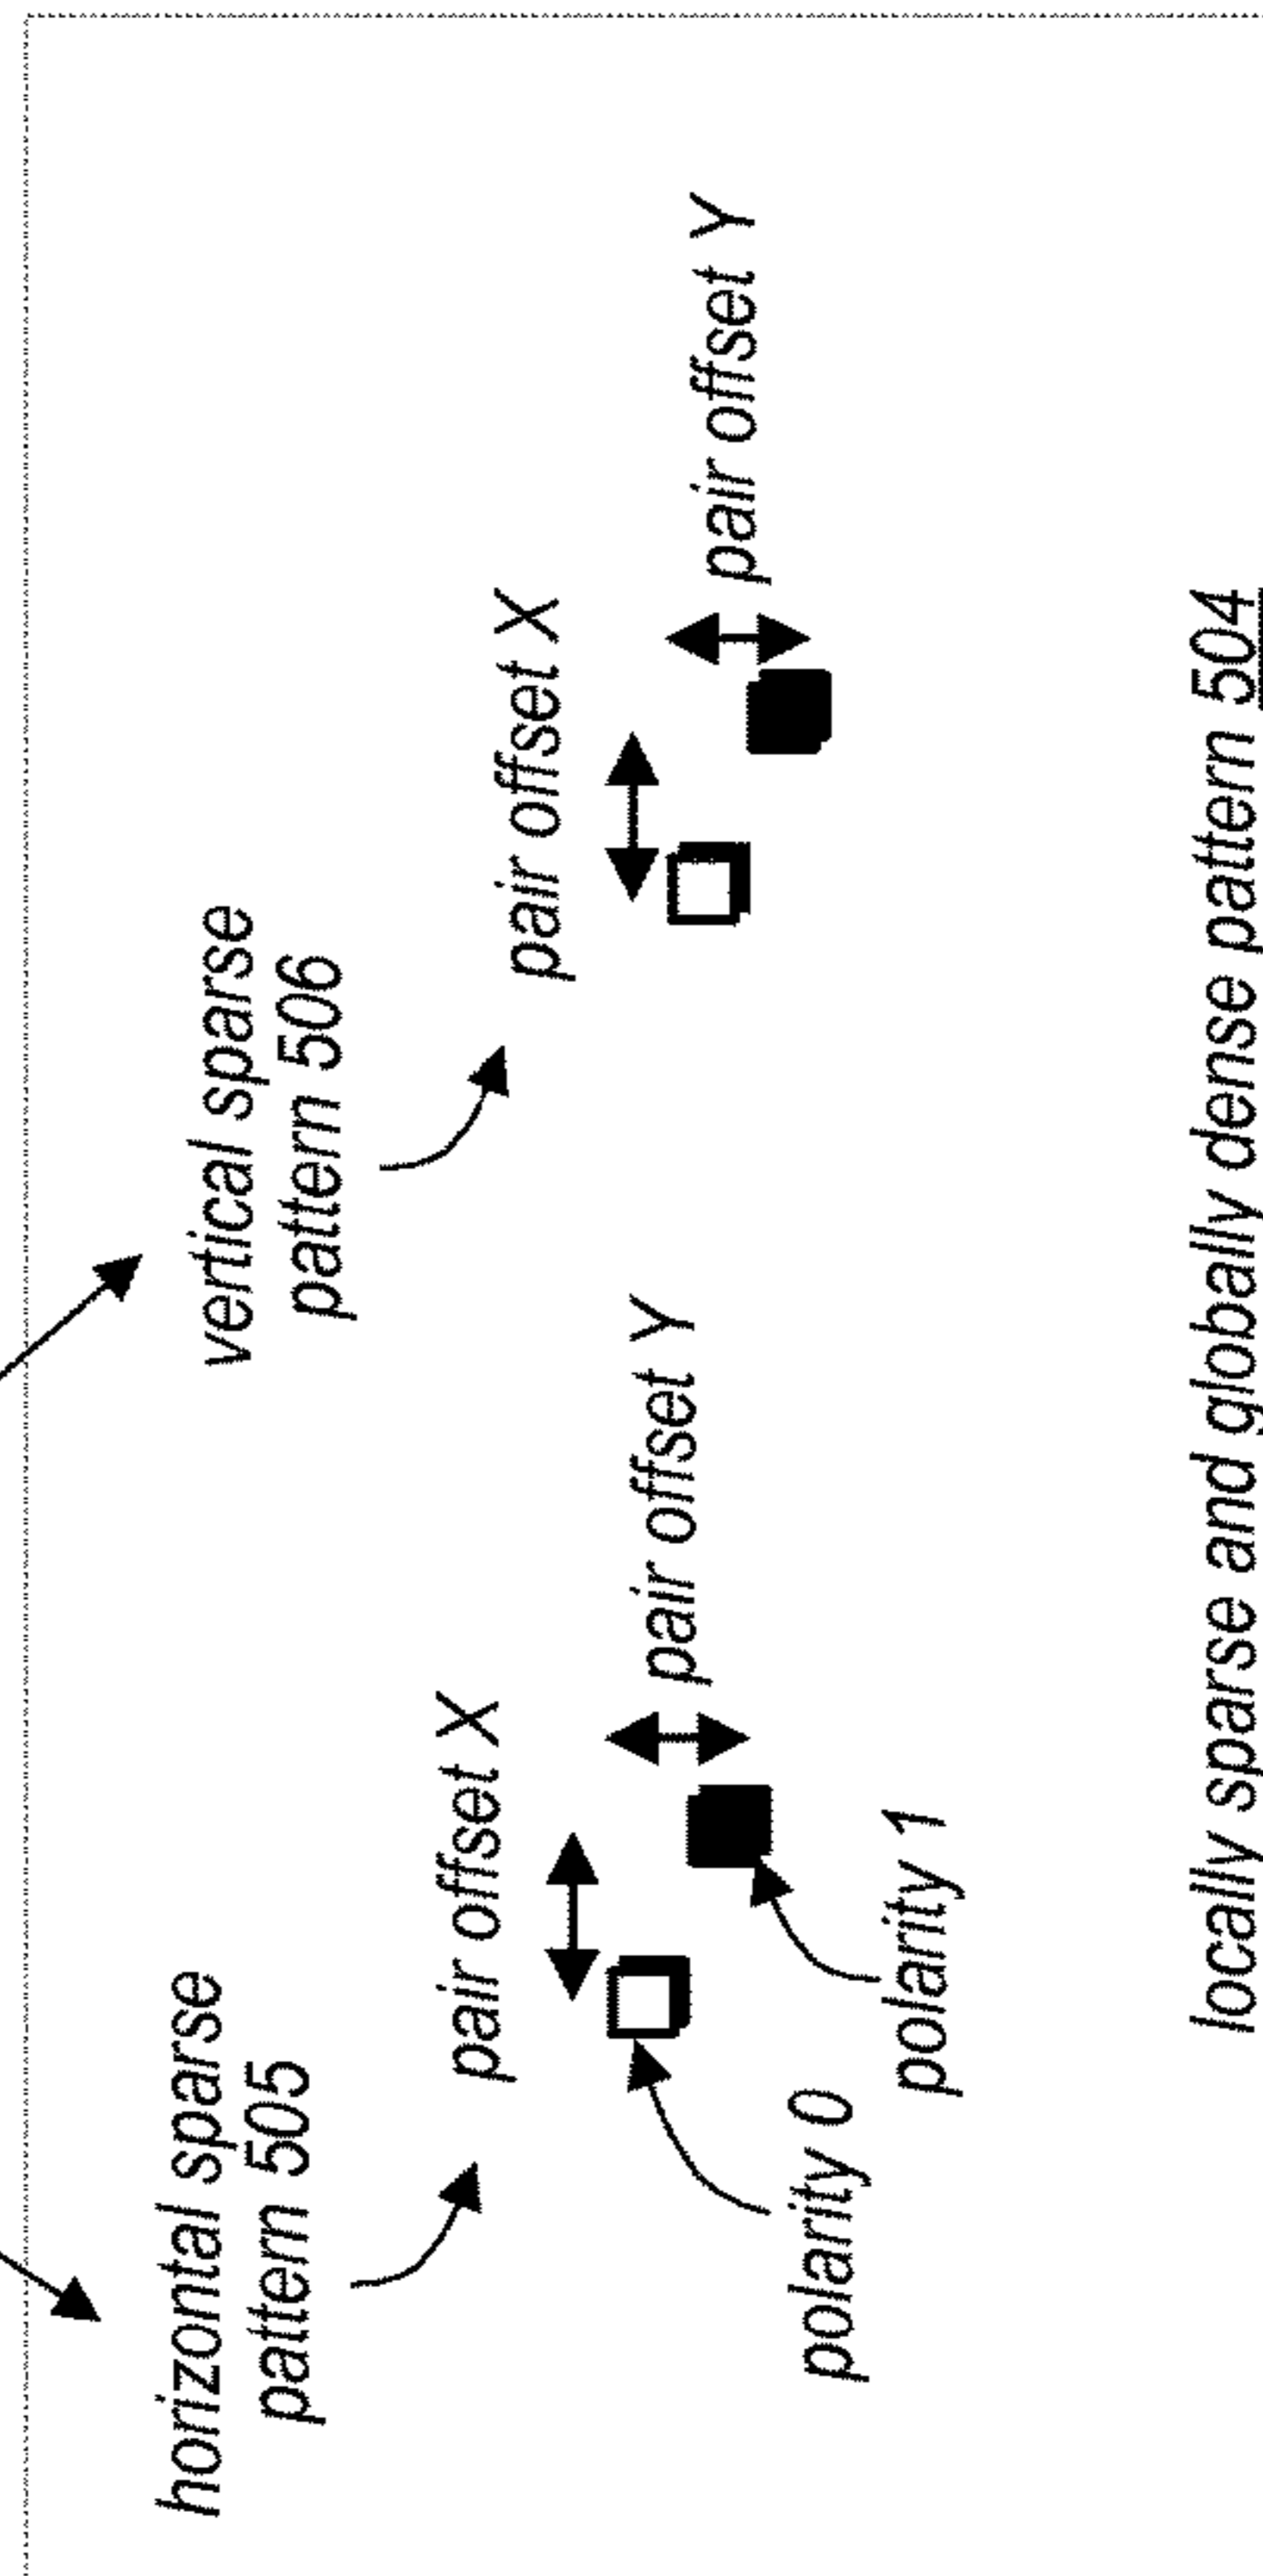 horizontal sparse
pattern 505
vertical sparse
pattern 506
pair offset X
pair offset Y
pair offset X
pair offset Y
polarity 0
polarity 1
locally sparse and globally dense pattern 504